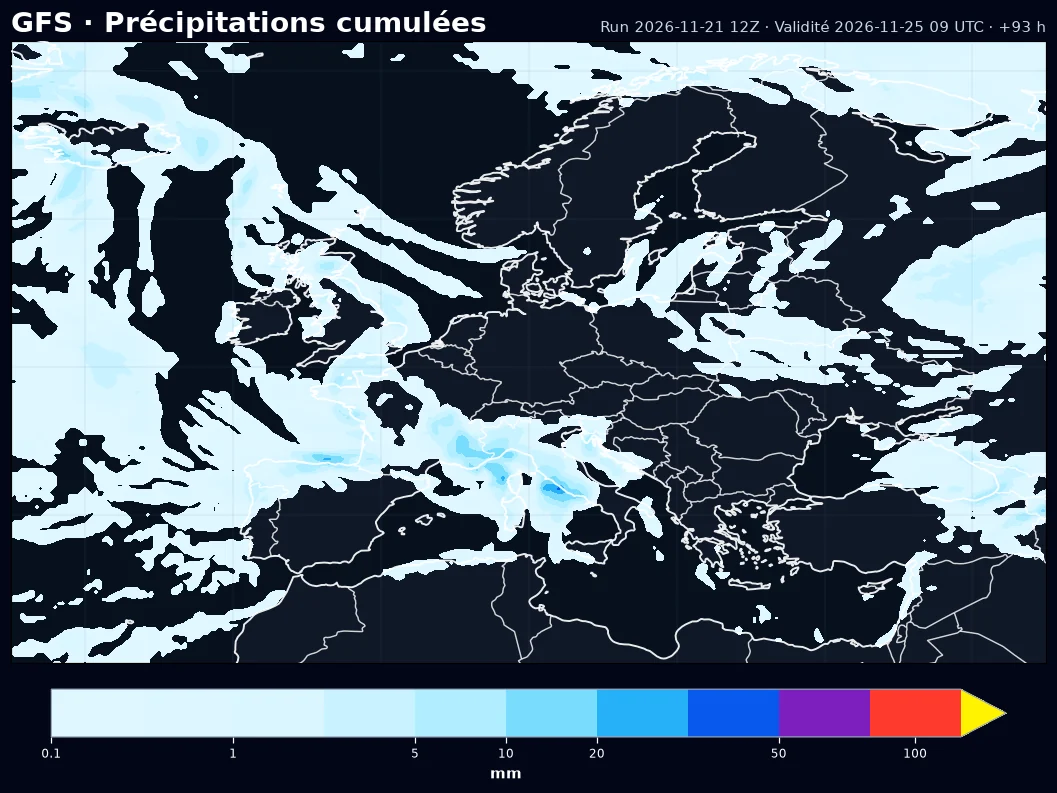 GFS · Précipitations cumulées
Run 2026-11-21 12Z · Validité 2026-11-25 09 UTC · +93 h
0.1 1 5 10 20 50 100
mm